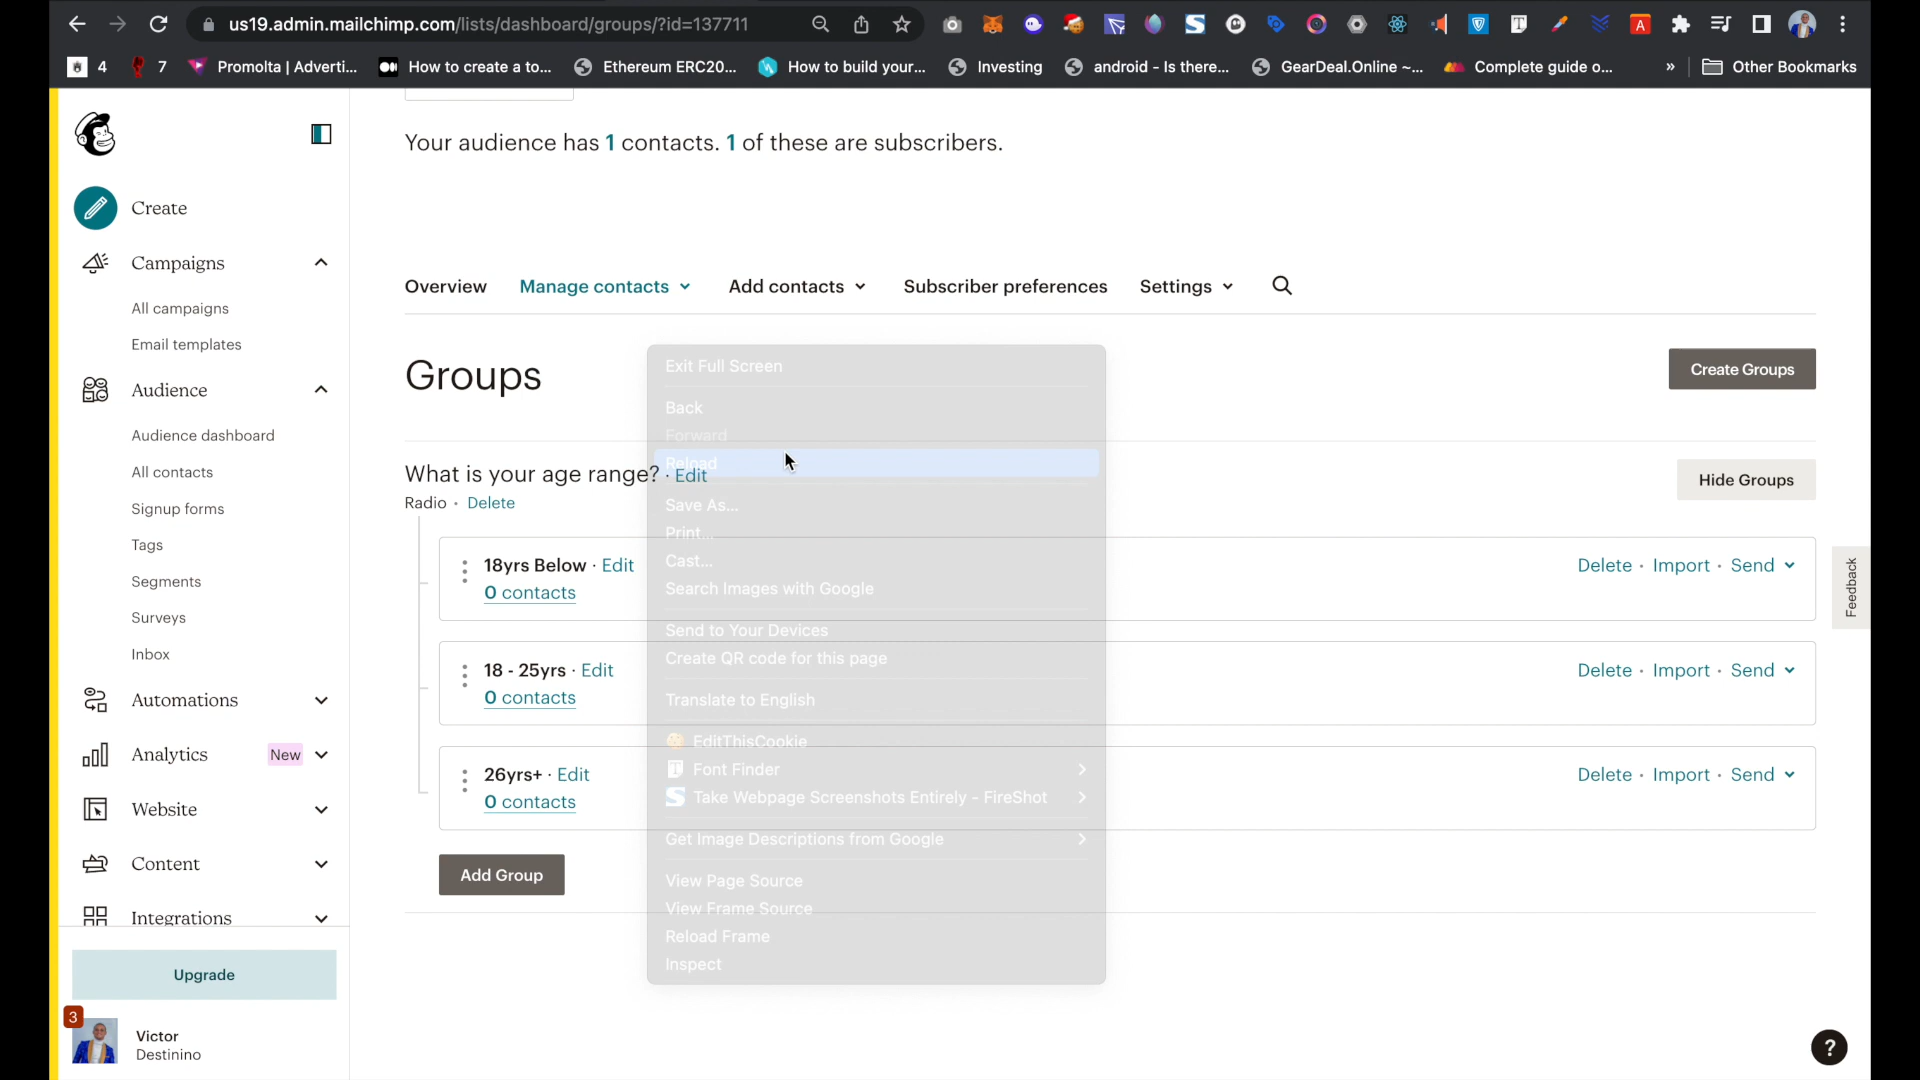 us19.admin.mailchimp.com/lists/dashboard/groups/?id=137711
4
7
Promolta | Adverti...
How to create a to...
Ethereum ERC20...
How to build your...
Investing
android - Is there...
GearDeal.Online ~...
Complete guide o...
»
Other Bookmarks
Your audience has 1 contacts. 1 of these are subscribers.
Create
Campaigns
All campaigns
Email templates
Audience
Audience dashboard
All contacts
Signup forms
Tags
Segments
Surveys
Inbox
Automations
Analytics New
Website
Content
Integrations
Upgrade
3
Victor
Destinino
Overview
Manage contacts
Add contacts
Subscriber preferences
Settings
Groups
Create Groups
What is your age range? · Edit
Radio • Delete
Hide Groups
18yrs Below · Edit
0 contacts
Delete • Import • Send
18 - 25yrs · Edit
0 contacts
Delete • Import • Send
26yrs+ · Edit
0 contacts
Delete • Import • Send
Add Group
Exit Full Screen
Back
Forward
Reload
Save As...
Print...
Cast...
Search Images with Google
Send to Your Devices
Create QR code for this page
Translate to English
EditThisCookie
Font Finder
Take Webpage Screenshots Entirely - FireShot
Get Image Descriptions from Google
View Page Source
View Frame Source
Reload Frame
Inspect
Feedback
?